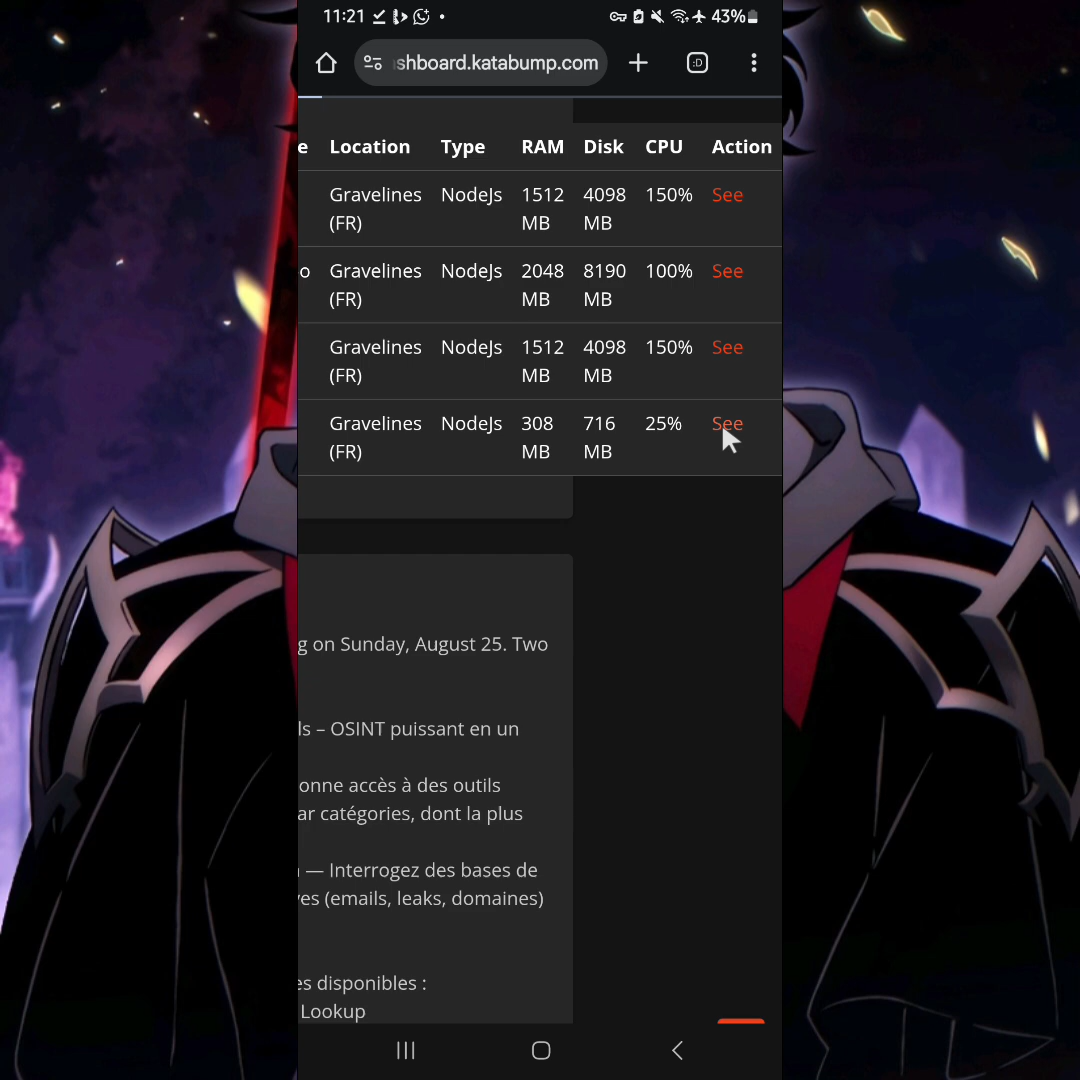 11:21
43%
shboard.katabump.com
:D
e Location Type RAM Disk CPU Action
Gravelines NodeJs 1512 4098 150% See
(FR) MB MB
o Gravelines NodeJs 2048 8190 100% See
(FR) MB MB
Gravelines NodeJs 1512 4098 150% See
(FR) MB MB
Gravelines NodeJs 308 716 25% See
(FR) MB MB
g on Sunday, August 25. Two
ls – OSINT puissant en un
onne accès à des outils
ar catégories, dont la plus
— Interrogez des bases de
ves (emails, leaks, domaines)
es disponibles :
Lookup